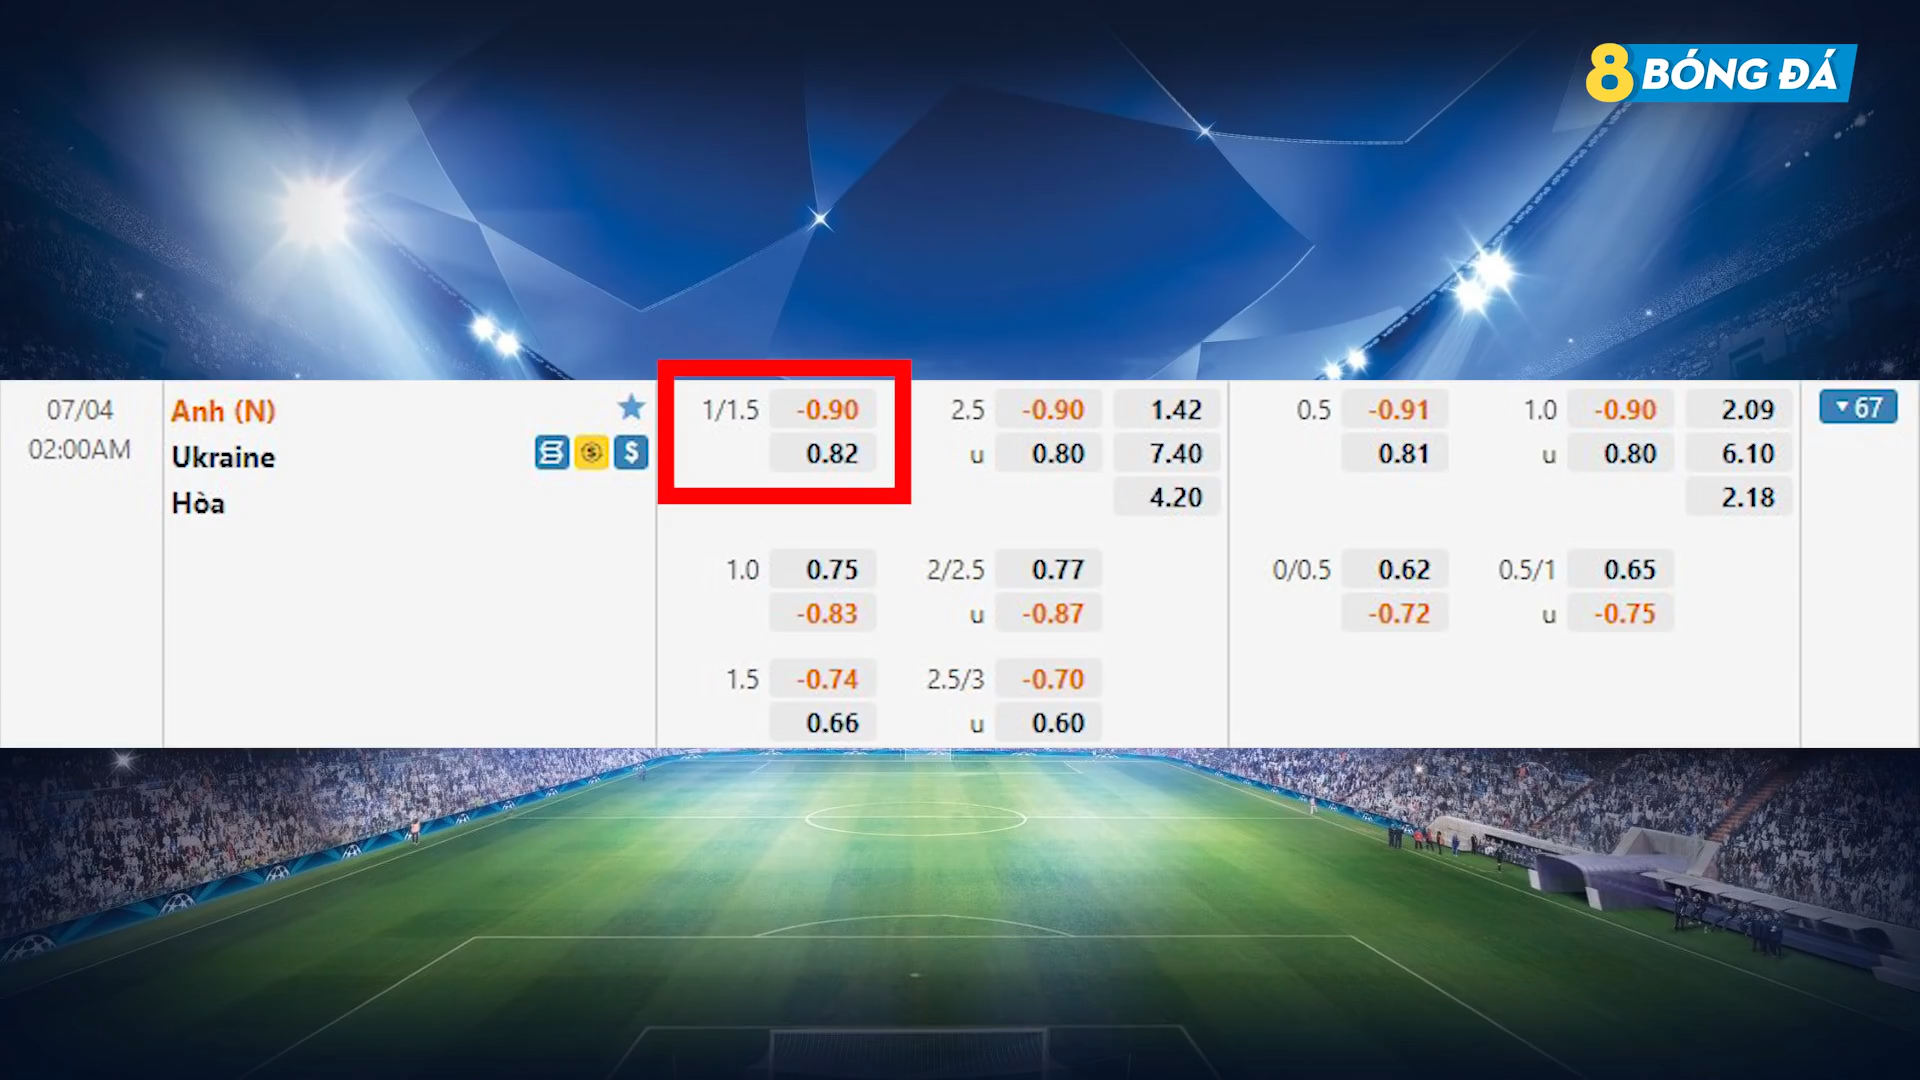 8 BÓNG ĐÁ
07/04 Anh (N) 1/1.5 -0.90 2.5 -0.90 1.42 0.5 -0.91 1.0 -0.90 2.09 67
02:00AM Ukraine $ 0.82 u 0.80 7.40 0.81 u 0.80 6.10
Hòa 4.20 2.18
1.0 0.75 2/2.5 0.77 0/0.5 0.62 0.5/1 0.65
-0.83 u -0.87 -0.72 u -0.75
1.5 -0.74 2.5/3 -0.70
0.66 u 0.60